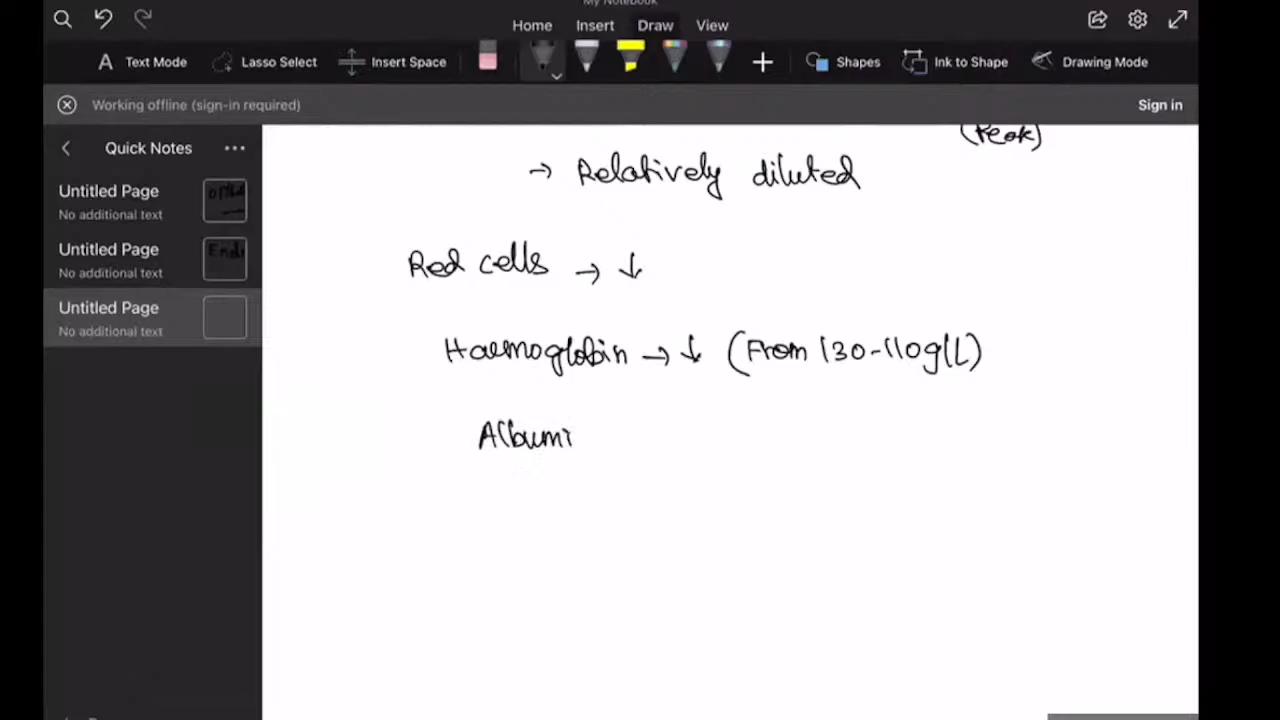 My Notebook
Home Insert Draw View
Text Mode Lasso Select Insert Space Shapes Ink to Shape Drawing Mode
Working offline (sign-in required) Sign in
Quick Notes
Untitled Page
No additional text
Untitled Page
No additional text
Untitled Page
No additional text
(Peak)
→ Relatively diluted
Red cells → ↓
Haemoglobin → ↓ (From 130-110g/L)
Albumi